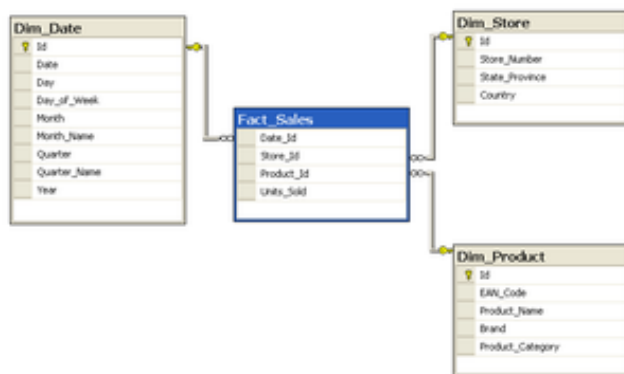 Dim_Date
Id
Date
Day
Day_of_Week
Month
Month_Name
Quarter
Quarter_Name
Year
Fact_Sales
Date_Id
Store_Id
Product_Id
Units_Sold
Dim_Store
Id
Store_Number
State_Province
Country
Dim_Product
Id
EAN_Code
Product_Name
Brand
Product_Category